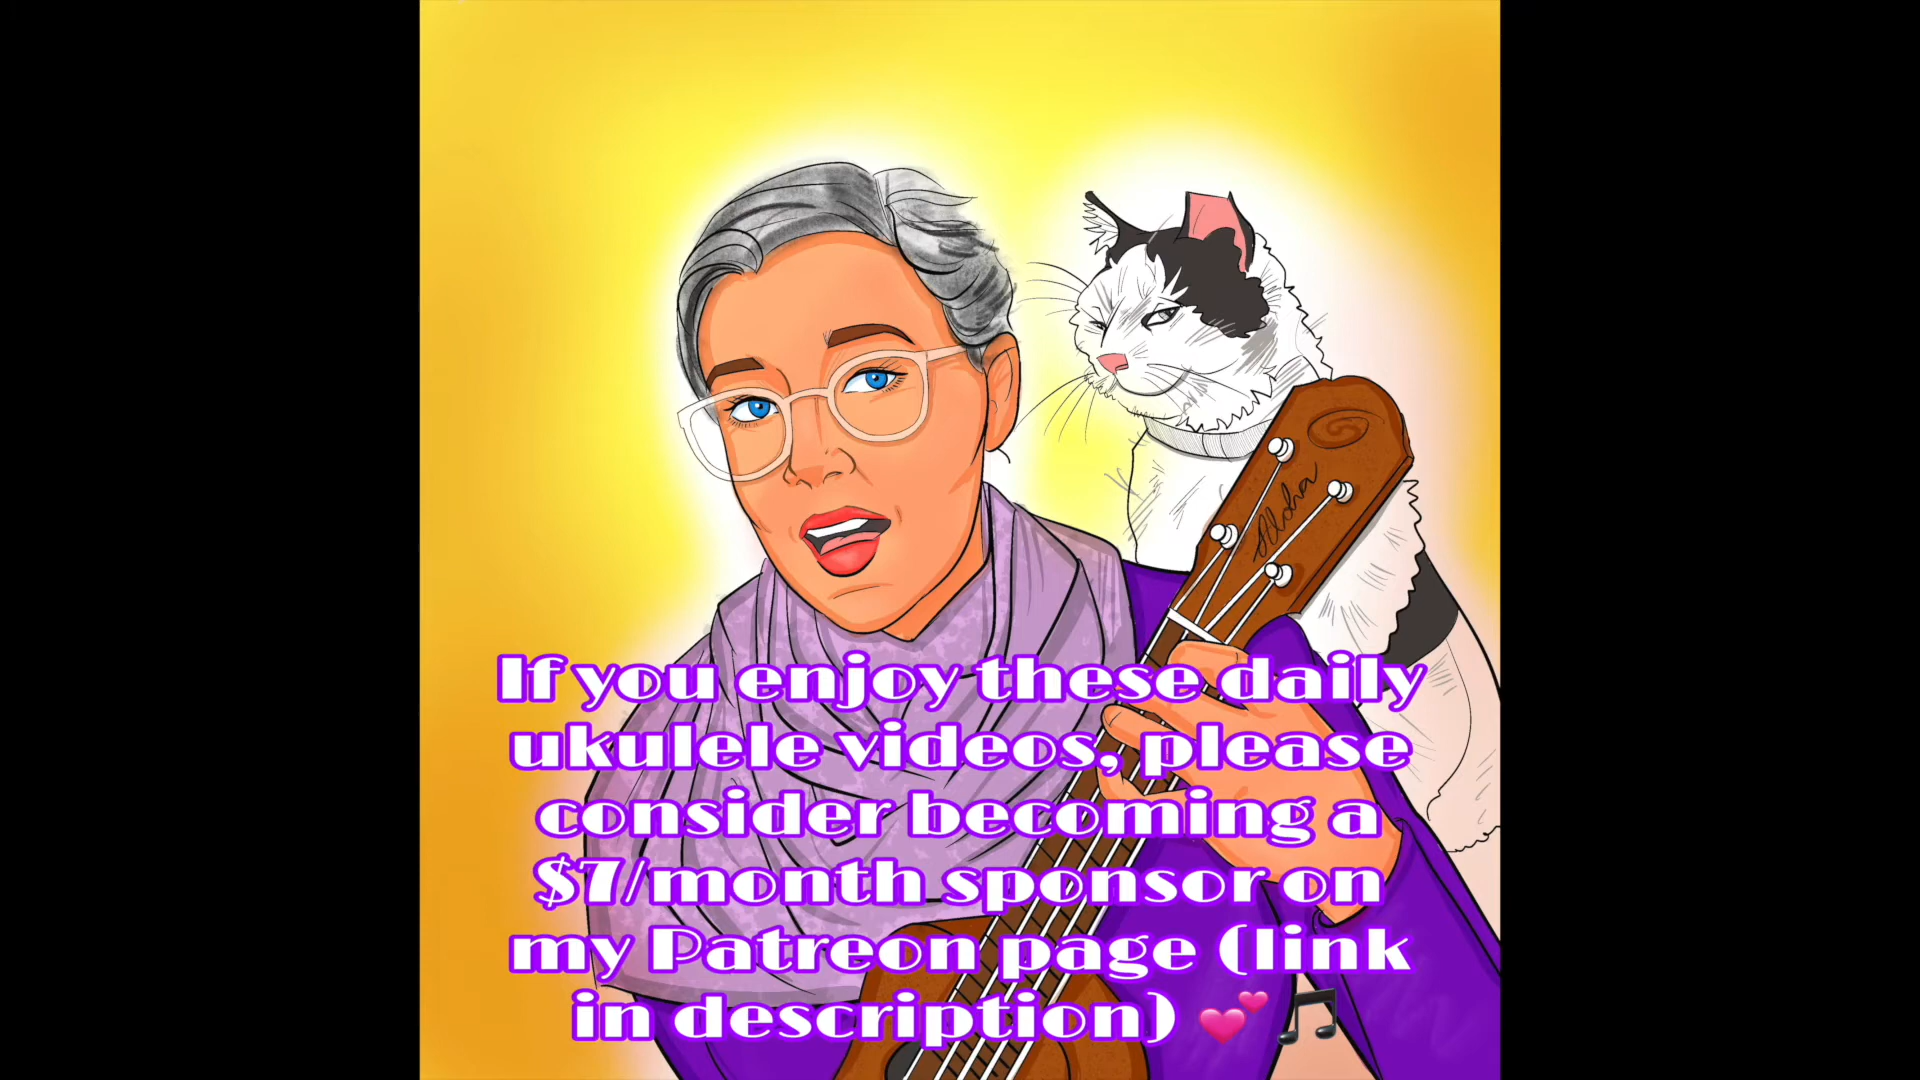 Aloha
If you enjoy these daily
ukulele videos, please
consider becoming a
$7/month sponsor on
my Patreon page (link
in description) 💕🎵